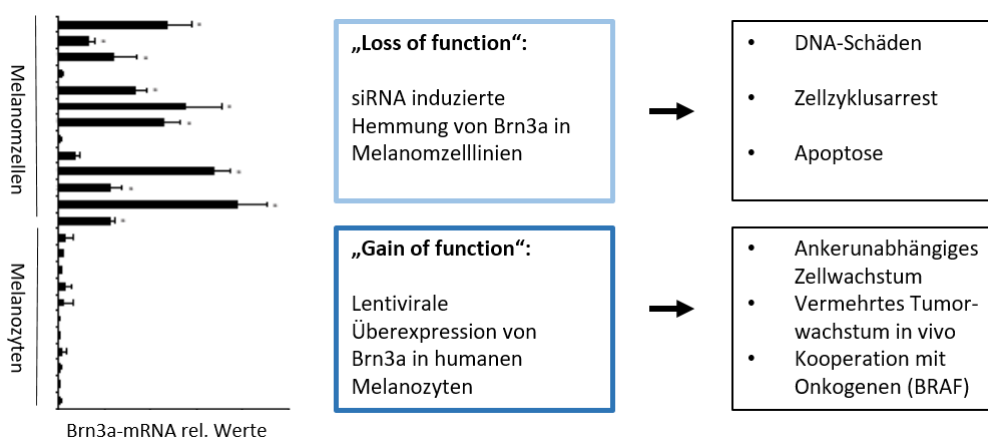 Melanomzellen
Melanozyten
Brn3a-mRNA rel. Werte
„Loss of function“:
siRNA induzierte
Hemmung von Brn3a in
Melanomzelllinien
• DNA-Schäden
• Zellzyklusarrest
• Apoptose
„Gain of function“:
Lentivirale
Überexpression von
Brn3a in humanen
Melanozyten
• Ankerunabhängiges
Zellwachstum
• Vermehrtes Tumor-
wachstum in vivo
• Kooperation mit
Onkogenen (BRAF)